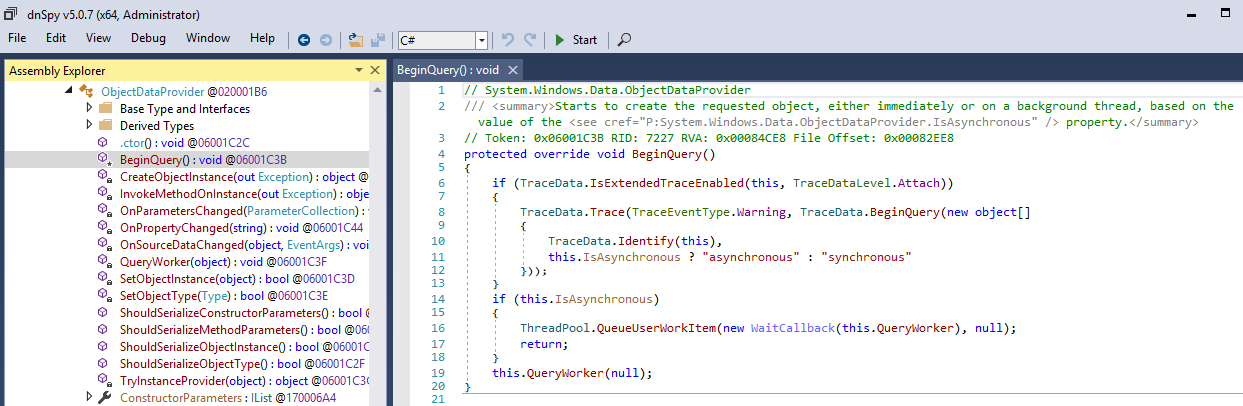 dnSpy v5.0.7 (x64, Administrator)
File Edit View Debug Window Help C# Start
Assembly Explorer
ObjectDataProvider @020001B6
Base Type and Interfaces
Derived Types
.ctor() : void @06001C2C
BeginQuery() : void @06001C3B
CreateObjectInstance(out Exception) : object @
InvokeMethodOnInstance(out Exception) : obje
OnParametersChanged(ParameterCollection) : v
OnPropertyChanged(string) : void @06001C44
OnSourceDataChanged(object, EventArgs) : voi
QueryWorker(object) : void @06001C3F
SetObjectInstance(object) : bool @06001C3D
SetObjectType(Type) : bool @06001C3E
ShouldSerializeConstructorParameters() : bool @
ShouldSerializeMethodParameters() : bool @06
ShouldSerializeObjectInstance() : bool @06001C
ShouldSerializeObjectType() : bool @06001C2F
TryInstanceProvider(object) : object @06001C3C
ConstructorParameters : IList @170006A4
BeginQuery() : void
1 // System.Windows.Data.ObjectDataProvider
2 /// <summary>Starts to create the requested object, either immediately or on a background thread, based on the
value of the <see cref="P:System.Windows.Data.ObjectDataProvider.IsAsynchronous" /> property.</summary>
3 // Token: 0x06001C3B RID: 7227 RVA: 0x00084CE8 File Offset: 0x00082EE8
4 protected override void BeginQuery()
5 {
6 if (TraceData.IsExtendedTraceEnabled(this, TraceDataLevel.Attach))
7 {
8 TraceData.Trace(TraceEventType.Warning, TraceData.BeginQuery(new object[]
9 {
10 TraceData.Identify(this),
11 this.IsAsynchronous ? "asynchronous" : "synchronous"
12 }));
13 }
14 if (this.IsAsynchronous)
15 {
16 ThreadPool.QueueUserWorkItem(new WaitCallback(this.QueryWorker), null);
17 return;
18 }
19 this.QueryWorker(null);
20 }
21